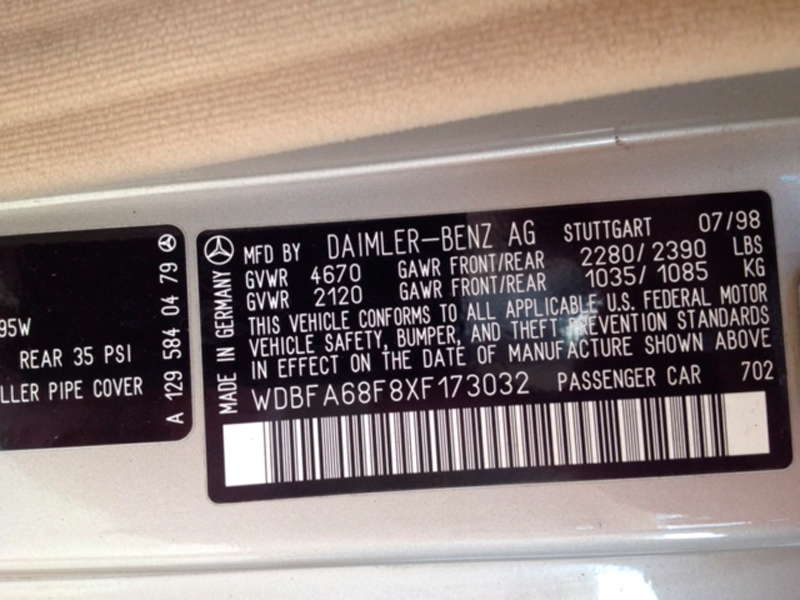 95W
REAR 35 PSI
LLER PIPE COVER
A 129 584 04 79
MADE IN GERMANY
MFD BY DAIMLER-BENZ AG STUTTGART 07/98
GVWR 4670 GAWR FRONT/REAR 2280/2390 LBS
GVWR 2120 GAWR FRONT/REAR 1035/1085 KG
THIS VEHICLE CONFORMS TO ALL APPLICABLE U.S. FEDERAL MOTOR
VEHICLE SAFETY, BUMPER, AND THEFT PREVENTION STANDARDS
IN EFFECT ON THE DATE OF MANUFACTURE SHOWN ABOVE
WDBFA68F8XF173032 PASSENGER CAR 702